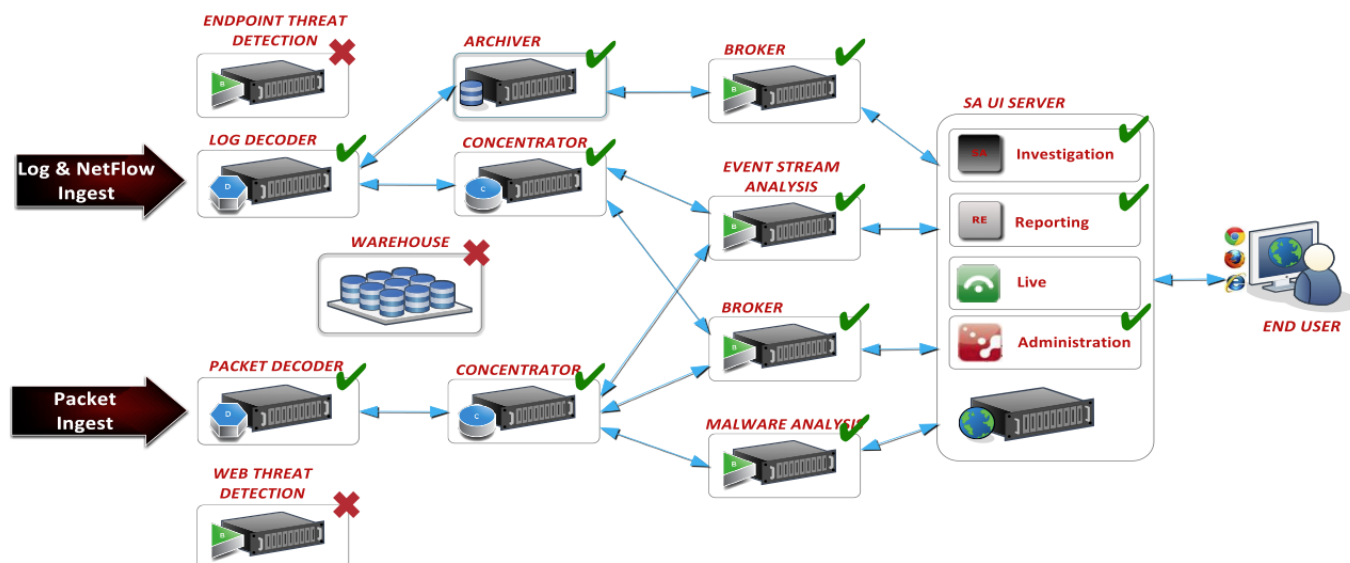 ENDPOINT THREAT
DETECTION
B
ARCHIVER
BROKER
B
LOG DECODER
D
CONCENTRATOR
C
Log & NetFlow
Ingest
EVENT STREAM
ANALYSIS
B
SA UI SERVER
SA
Investigation
RE
Reporting
Live
Administration
END USER
WAREHOUSE
BROKER
B
PACKET DECODER
D
CONCENTRATOR
C
Packet
Ingest
MALWARE ANALYSIS
B
WEB THREAT
DETECTION
B